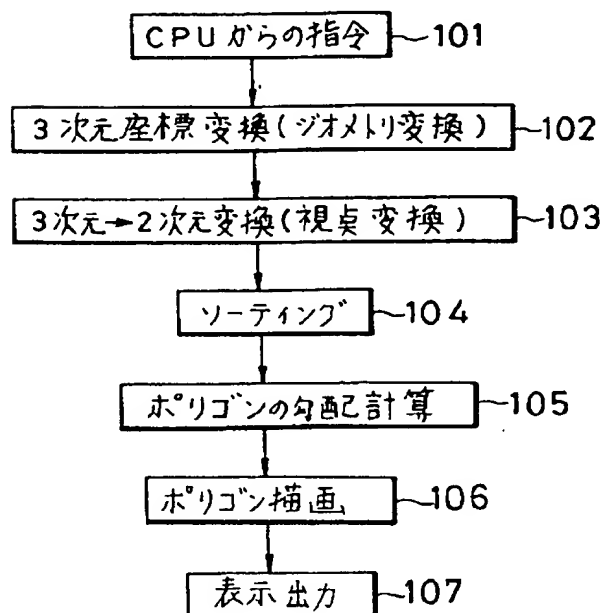 CPUからの指令 101
3次元座標変換(ジオメトリ変換) 102
3次元→2次元変換(視点変換) 103
ソーティング 104
ポリゴンの勾配計算 105
ポリゴン描画 106
表示出力 107